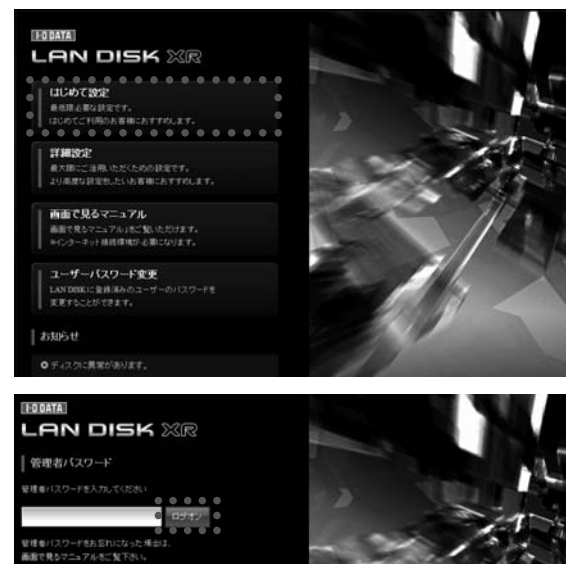 I-O DATA
LAN DISK XR
はじめて設定
最低限必要な設定です。
はじめてご利用のお客様におすすめします。
詳細設定
最大限にご活用いただくための設定です。
より高度な設定をしたいお客様におすすめします。
画面で見るマニュアル
画面で見るマニュアル」をご覧いただけます。
※インターネット接続環境が必要になります。
ユーザーパスワード変更
LAN DISKに登録済みのユーザーのパスワードを
変更することができます。
お知らせ
ディスクに異常があります。
I-O DATA
LAN DISK XR
管理者パスワード
管理者パスワードを入力してください
ログオン
管理者パスワードをお忘れになった場合は、
画面で見るマニュアルをご覧下さい。